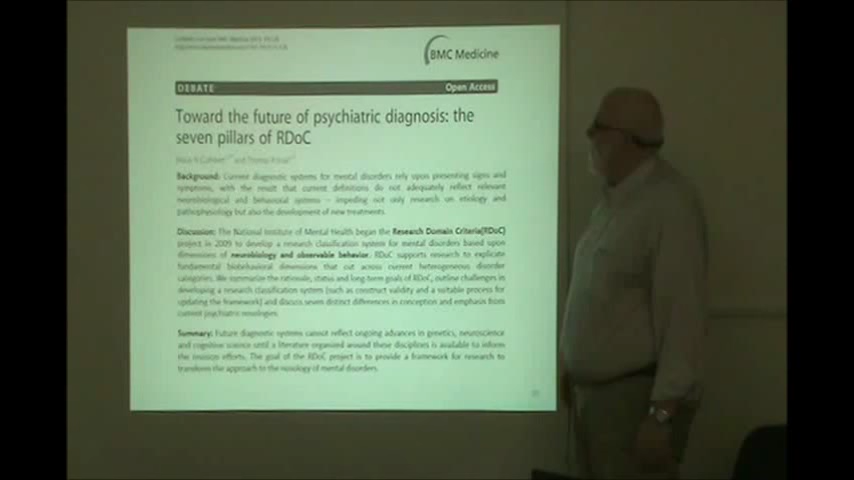 BMC Medicine
DEBATE Open Access
Toward the future of psychiatric diagnosis: the
seven pillars of RDoC
and Thomas
Background: Current diagnostic systems for mental disorders rely upon presenting signs and
symptoms, with the result that current definitions do not adequately reflect relevant
neurobiological and behavioral systems – impeding not only research on etiology and
pathophysiology but also the development of new treatments.
Discussion: The National Institute of Mental Health began the Research Domain Criteria(RDoC)
project in 2009 to develop a research classification system for mental disorders based upon
dimensions of neurobiology and observable behavior. RDoC supports research to explicate
fundamental biobehavioral dimensions that cut across current heterogeneous disorder
categories. We summarize the rationale, status and long-term goals of RDoC, outline challenges in
developing a research classification system (such as construct validity and a suitable process for
updating the framework) and discuss seven distinct differences in conception and emphasis from
current psychiatric nosologies.
Summary: Future diagnostic systems cannot reflect ongoing advances in genetics, neuroscience
and cognitive science until a literature organized around these disciplines is available to inform
the revision efforts. The goal of the RDoC project is to provide a framework for research to
transform the approach to the nosology of mental disorders.